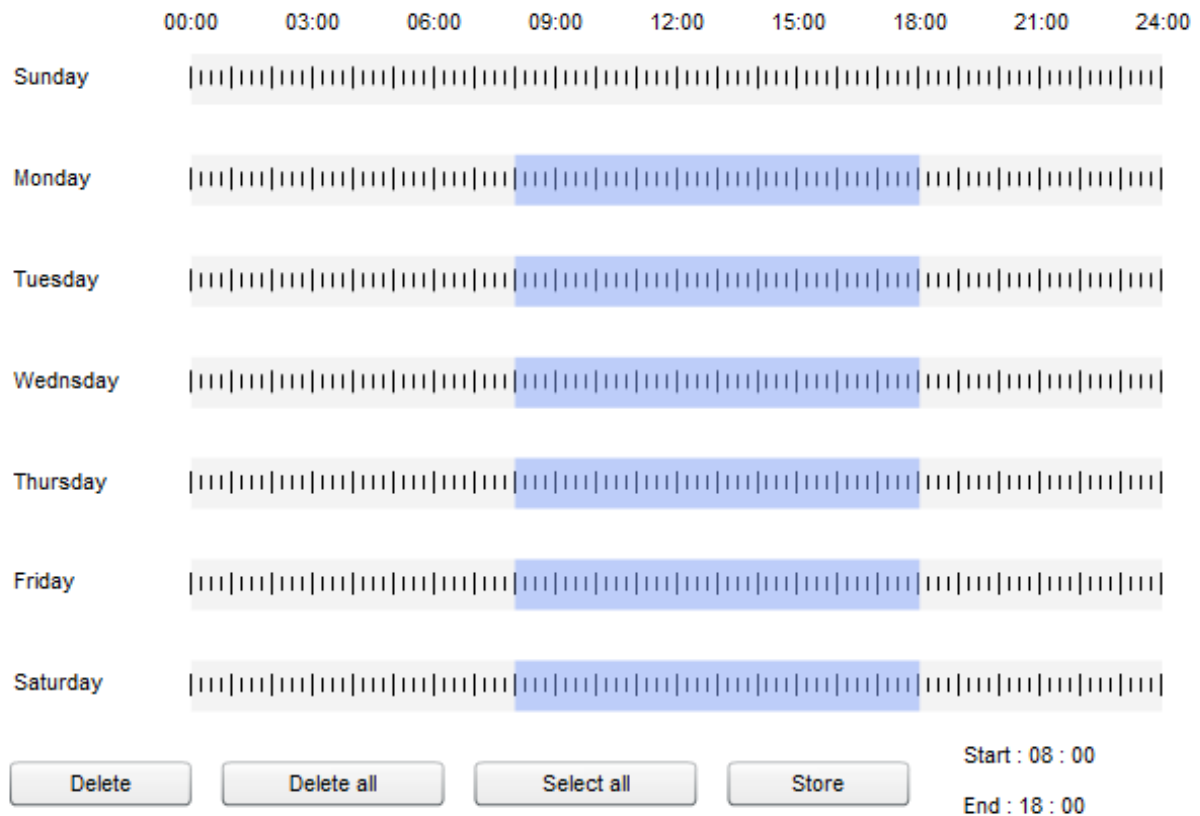 00:00 03:00 06:00 09:00 12:00 15:00 18:00 21:00 24:00
Sunday
Monday
Tuesday
Wednsday
Thursday
Friday
Saturday
Delete Delete all Select all Store
Start : 08 : 00
End : 18 : 00